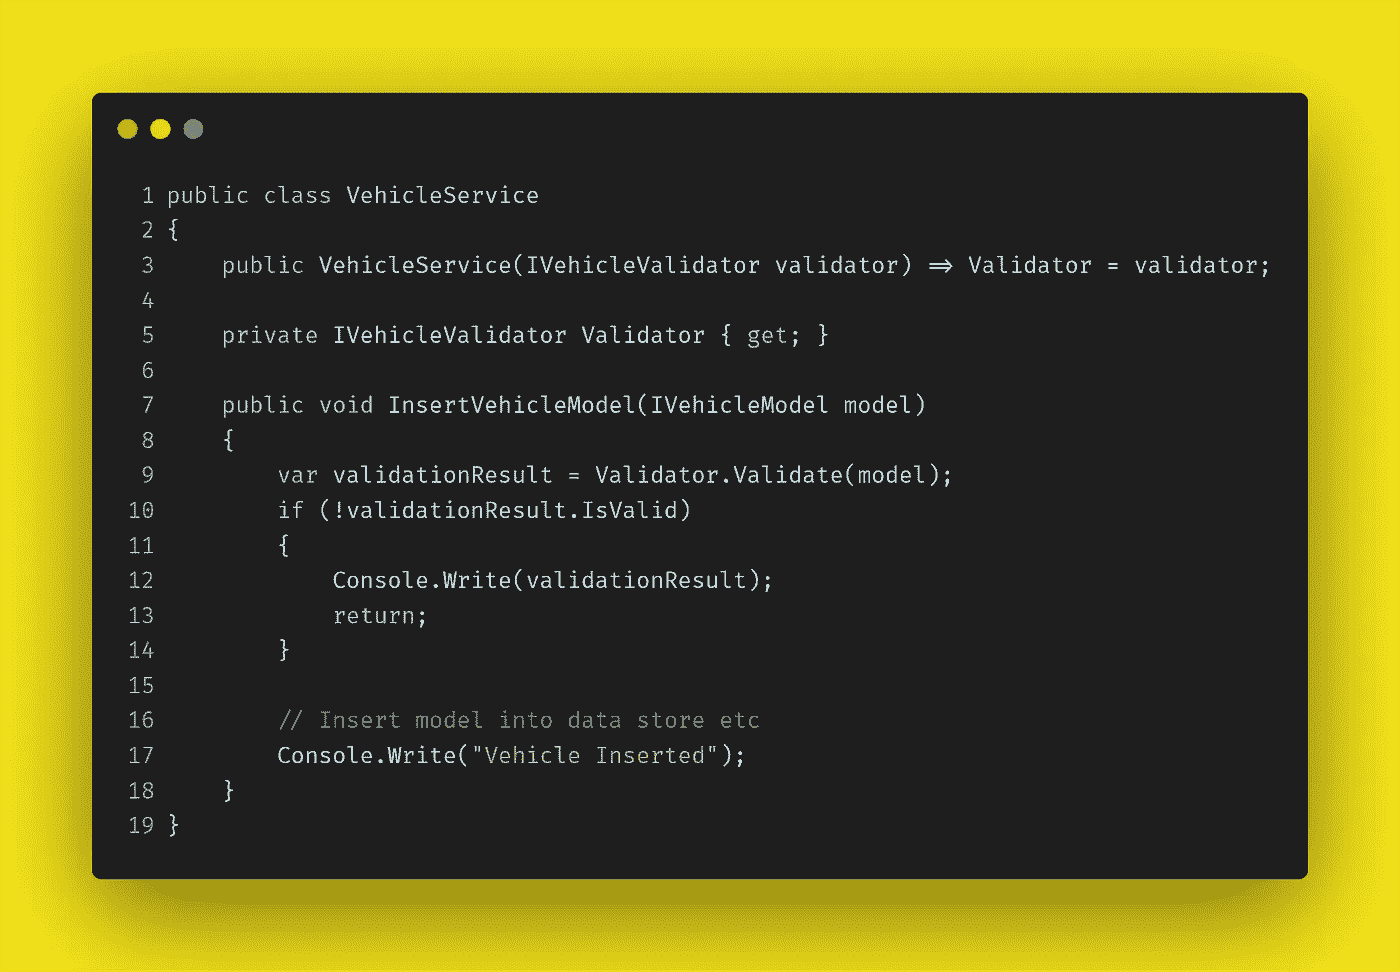 1 public class VehicleService
2 {
3     public VehicleService(IVehicleValidator validator) => Validator = validator;
4
5     private IVehicleValidator Validator { get; }
6
7     public void InsertVehicleModel(IVehicleModel model)
8     {
9         var validationResult = Validator.Validate(model);
10         if (!validationResult.IsValid)
11         {
12             Console.Write(validationResult);
13             return;
14         }
15
16         // Insert model into data store etc
17         Console.Write("Vehicle Inserted");
18     }
19 }